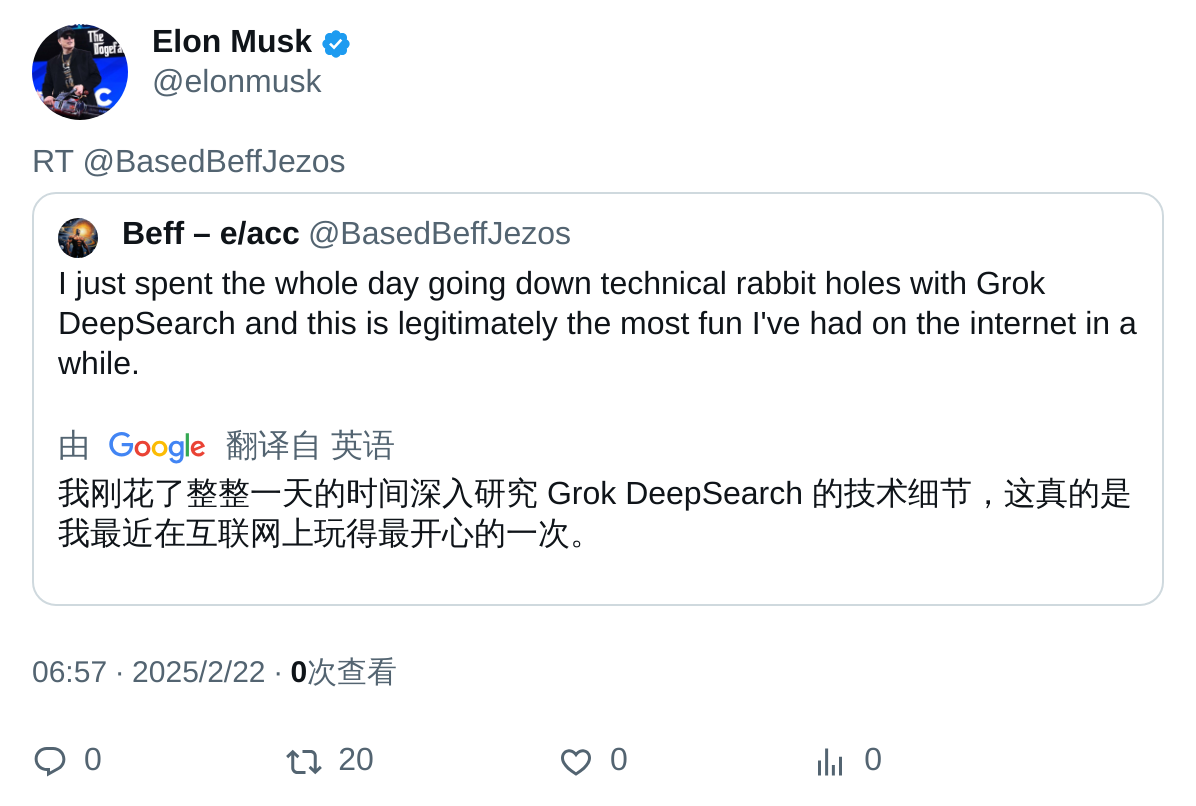 The
Dogefa
C
Elon Musk
@elonmusk
RT @BasedBeffJezos
Beff – e/acc @BasedBeffJezos
I just spent the whole day going down technical rabbit holes with Grok
DeepSearch and this is legitimately the most fun I've had on the internet in a
while.
由 Google 翻译自 英语
我刚花了整整一天的时间深入研究 Grok DeepSearch 的技术细节，这真的是
我最近在互联网上玩得最开心的一次。
06:57 · 2025/2/22 · 0次查看
0 20 0 0